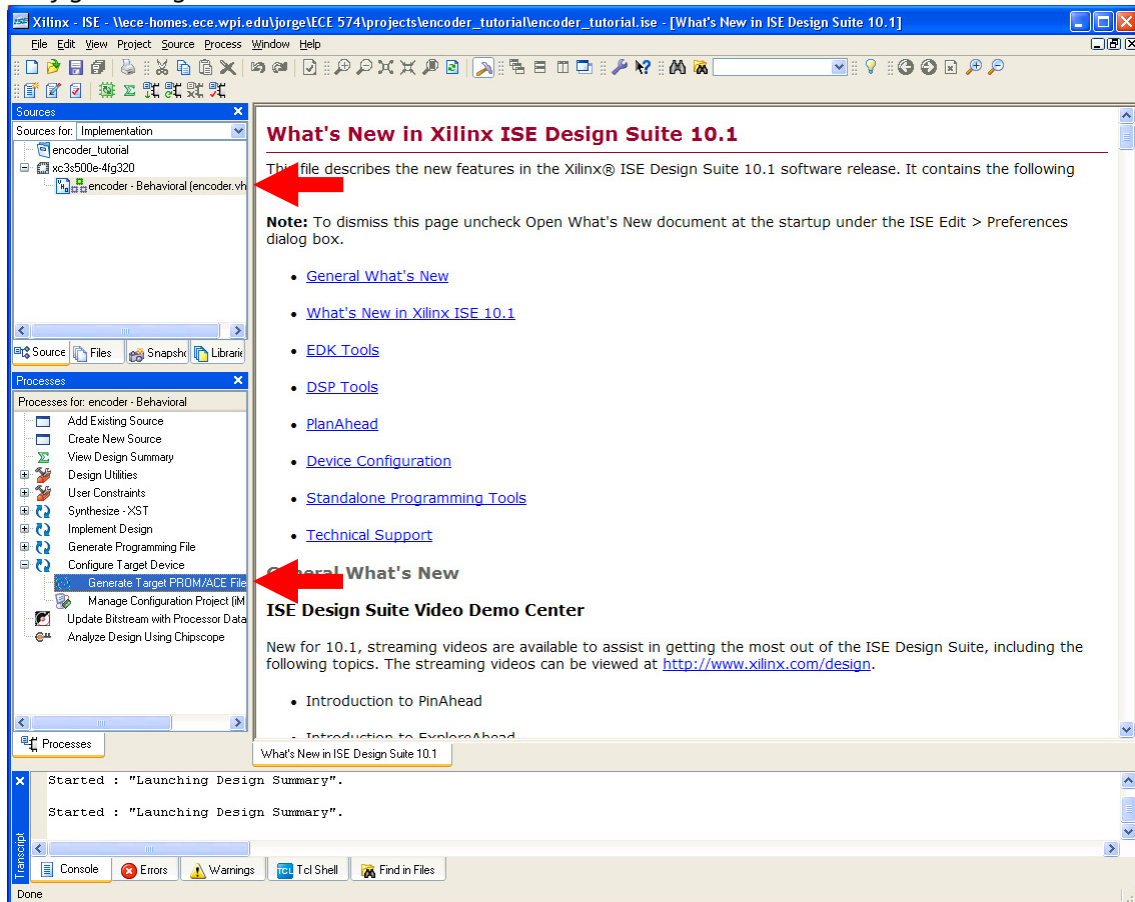 Xilinx - ISE - \\ece-homes.ece.wpi.edu\jorge\ECE 574\projects\encoder_tutorial\encoder_tutorial.ise - [What's New in ISE Design Suite 10.1]
File Edit View Project Source Process Window Help
Sources
Sources for: Implementation
encoder_tutorial
xc3s500e-4fg320
encoder - Behavioral (encoder.vh
Source Files Snapsh Librarie
Processes
Processes for: encoder - Behavioral
Add Existing Source
Create New Source
View Design Summary
Design Utilities
User Constraints
Synthesize - XST
Implement Design
Generate Programming File
Configure Target Device
Generate Target PROM/ACE File
Manage Configuration Project (iM
Update Bitstream with Processor Data
Analyze Design Using Chipscope
Processes
What's New in Xilinx ISE Design Suite 10.1
This file describes the new features in the Xilinx® ISE Design Suite 10.1 software release. It contains the following
Note: To dismiss this page uncheck Open What's New document at the startup under the ISE Edit > Preferences
dialog box.
• General What's New
• What's New in Xilinx ISE 10.1
• EDK Tools
• DSP Tools
• PlanAhead
• Device Configuration
• Standalone Programming Tools
• Technical Support
General What's New
ISE Design Suite Video Demo Center
New for 10.1, streaming videos are available to assist in getting the most out of the ISE Design Suite, including the
following topics. The streaming videos can be viewed at http://www.xilinx.com/design.
• Introduction to PinAhead
• Introduction to ExploreAhead
What's New in ISE Design Suite 10.1
Started : "Launching Design Summary".
Started : "Launching Design Summary".
Transcript
Console Errors Warnings Tcl Shell Find in Files
Done